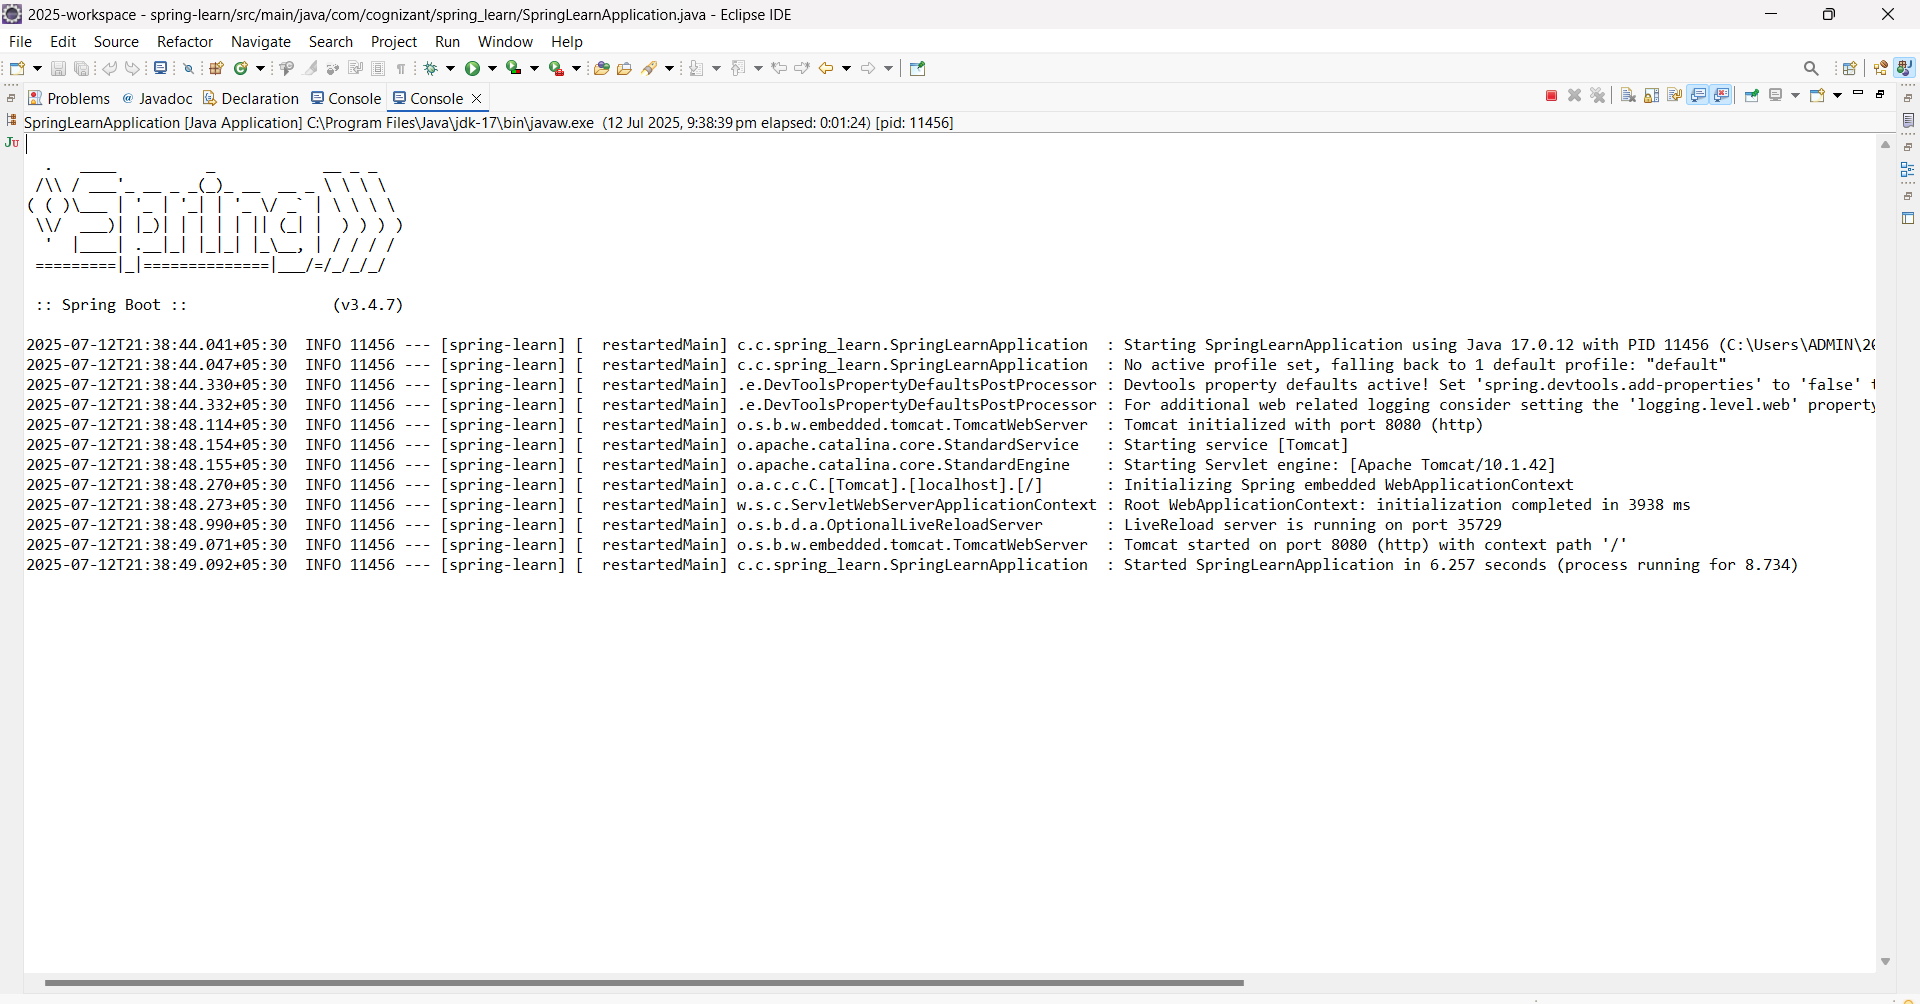 2025-workspace - spring-learn/src/main/java/com/cognizant/spring_learn/SpringLearnApplication.java - Eclipse IDE
File Edit Source Refactor Navigate Search Project Run Window Help
Problems @ Javadoc Declaration Console Console
SpringLearnApplication [Java Application] C:\Program Files\Java\jdk-17\bin\javaw.exe (12 Jul 2025, 9:38:39 pm elapsed: 0:01:24) [pid: 11456]
Spring
:: Spring Boot :: (v3.4.7)
2025-07-12T21:38:44.041+05:30 INFO 11456 --- [spring-learn] [ restartedMain] c.c.spring_learn.SpringLearnApplication : Starting SpringLearnApplication using Java 17.0.12 with PID 11456 (C:\Users\ADMIN\20
2025-07-12T21:38:44.047+05:30 INFO 11456 --- [spring-learn] [ restartedMain] c.c.spring_learn.SpringLearnApplication : No active profile set, falling back to 1 default profile: "default"
2025-07-12T21:38:44.330+05:30 INFO 11456 --- [spring-learn] [ restartedMain] .e.DevToolsPropertyDefaultsPostProcessor : Devtools property defaults active! Set 'spring.devtools.add-properties' to 'false' t
2025-07-12T21:38:44.332+05:30 INFO 11456 --- [spring-learn] [ restartedMain] .e.DevToolsPropertyDefaultsPostProcessor : For additional web related logging consider setting the 'logging.level.web' property
2025-07-12T21:38:48.114+05:30 INFO 11456 --- [spring-learn] [ restartedMain] o.s.b.w.embedded.tomcat.TomcatWebServer : Tomcat initialized with port 8080 (http)
2025-07-12T21:38:48.154+05:30 INFO 11456 --- [spring-learn] [ restartedMain] o.apache.catalina.core.StandardService : Starting service [Tomcat]
2025-07-12T21:38:48.155+05:30 INFO 11456 --- [spring-learn] [ restartedMain] o.apache.catalina.core.StandardEngine : Starting Servlet engine: [Apache Tomcat/10.1.42]
2025-07-12T21:38:48.270+05:30 INFO 11456 --- [spring-learn] [ restartedMain] o.a.c.c.C.[Tomcat].[localhost].[/] : Initializing Spring embedded WebApplicationContext
2025-07-12T21:38:48.273+05:30 INFO 11456 --- [spring-learn] [ restartedMain] w.s.c.ServletWebServerApplicationContext : Root WebApplicationContext: initialization completed in 3938 ms
2025-07-12T21:38:48.990+05:30 INFO 11456 --- [spring-learn] [ restartedMain] o.s.b.d.a.OptionalLiveReloadServer : LiveReload server is running on port 35729
2025-07-12T21:38:49.071+05:30 INFO 11456 --- [spring-learn] [ restartedMain] o.s.b.w.embedded.tomcat.TomcatWebServer : Tomcat started on port 8080 (http) with context path '/'
2025-07-12T21:38:49.092+05:30 INFO 11456 --- [spring-learn] [ restartedMain] c.c.spring_learn.SpringLearnApplication : Started SpringLearnApplication in 6.257 seconds (process running for 8.734)